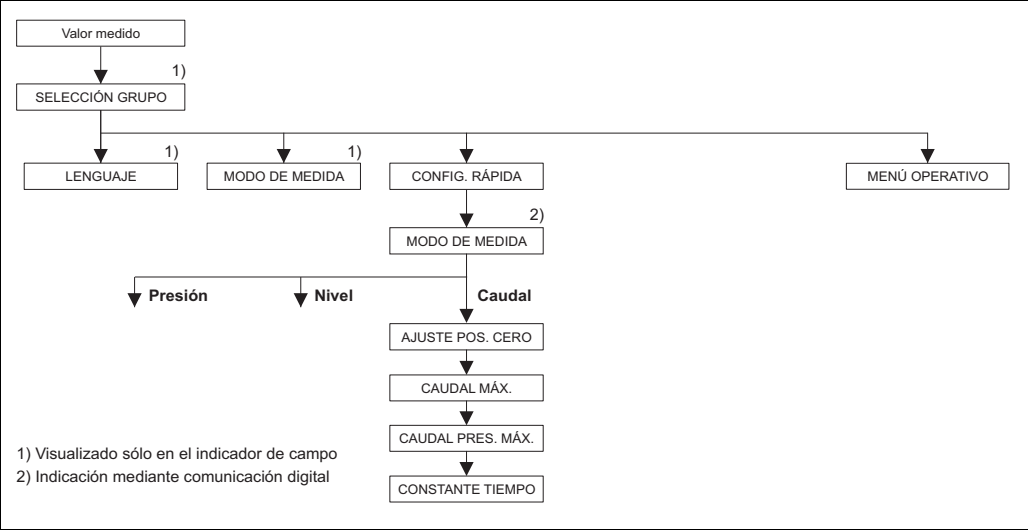 Valor medido
1)
SELECCIÓN GRUPO
1)
1)
LENGUAJE
MODO DE MEDIDA
CONFIG. RÁPIDA
MENÚ OPERATIVO
2)
MODO DE MEDIDA
Presión
Nivel
Caudal
AJUSTE POS. CERO
CAUDAL MÁX.
CAUDAL PRES. MÁX.
CONSTANTE TIEMPO
1) Visualizado sólo en el indicador de campo
2) Indicación mediante comunicación digital